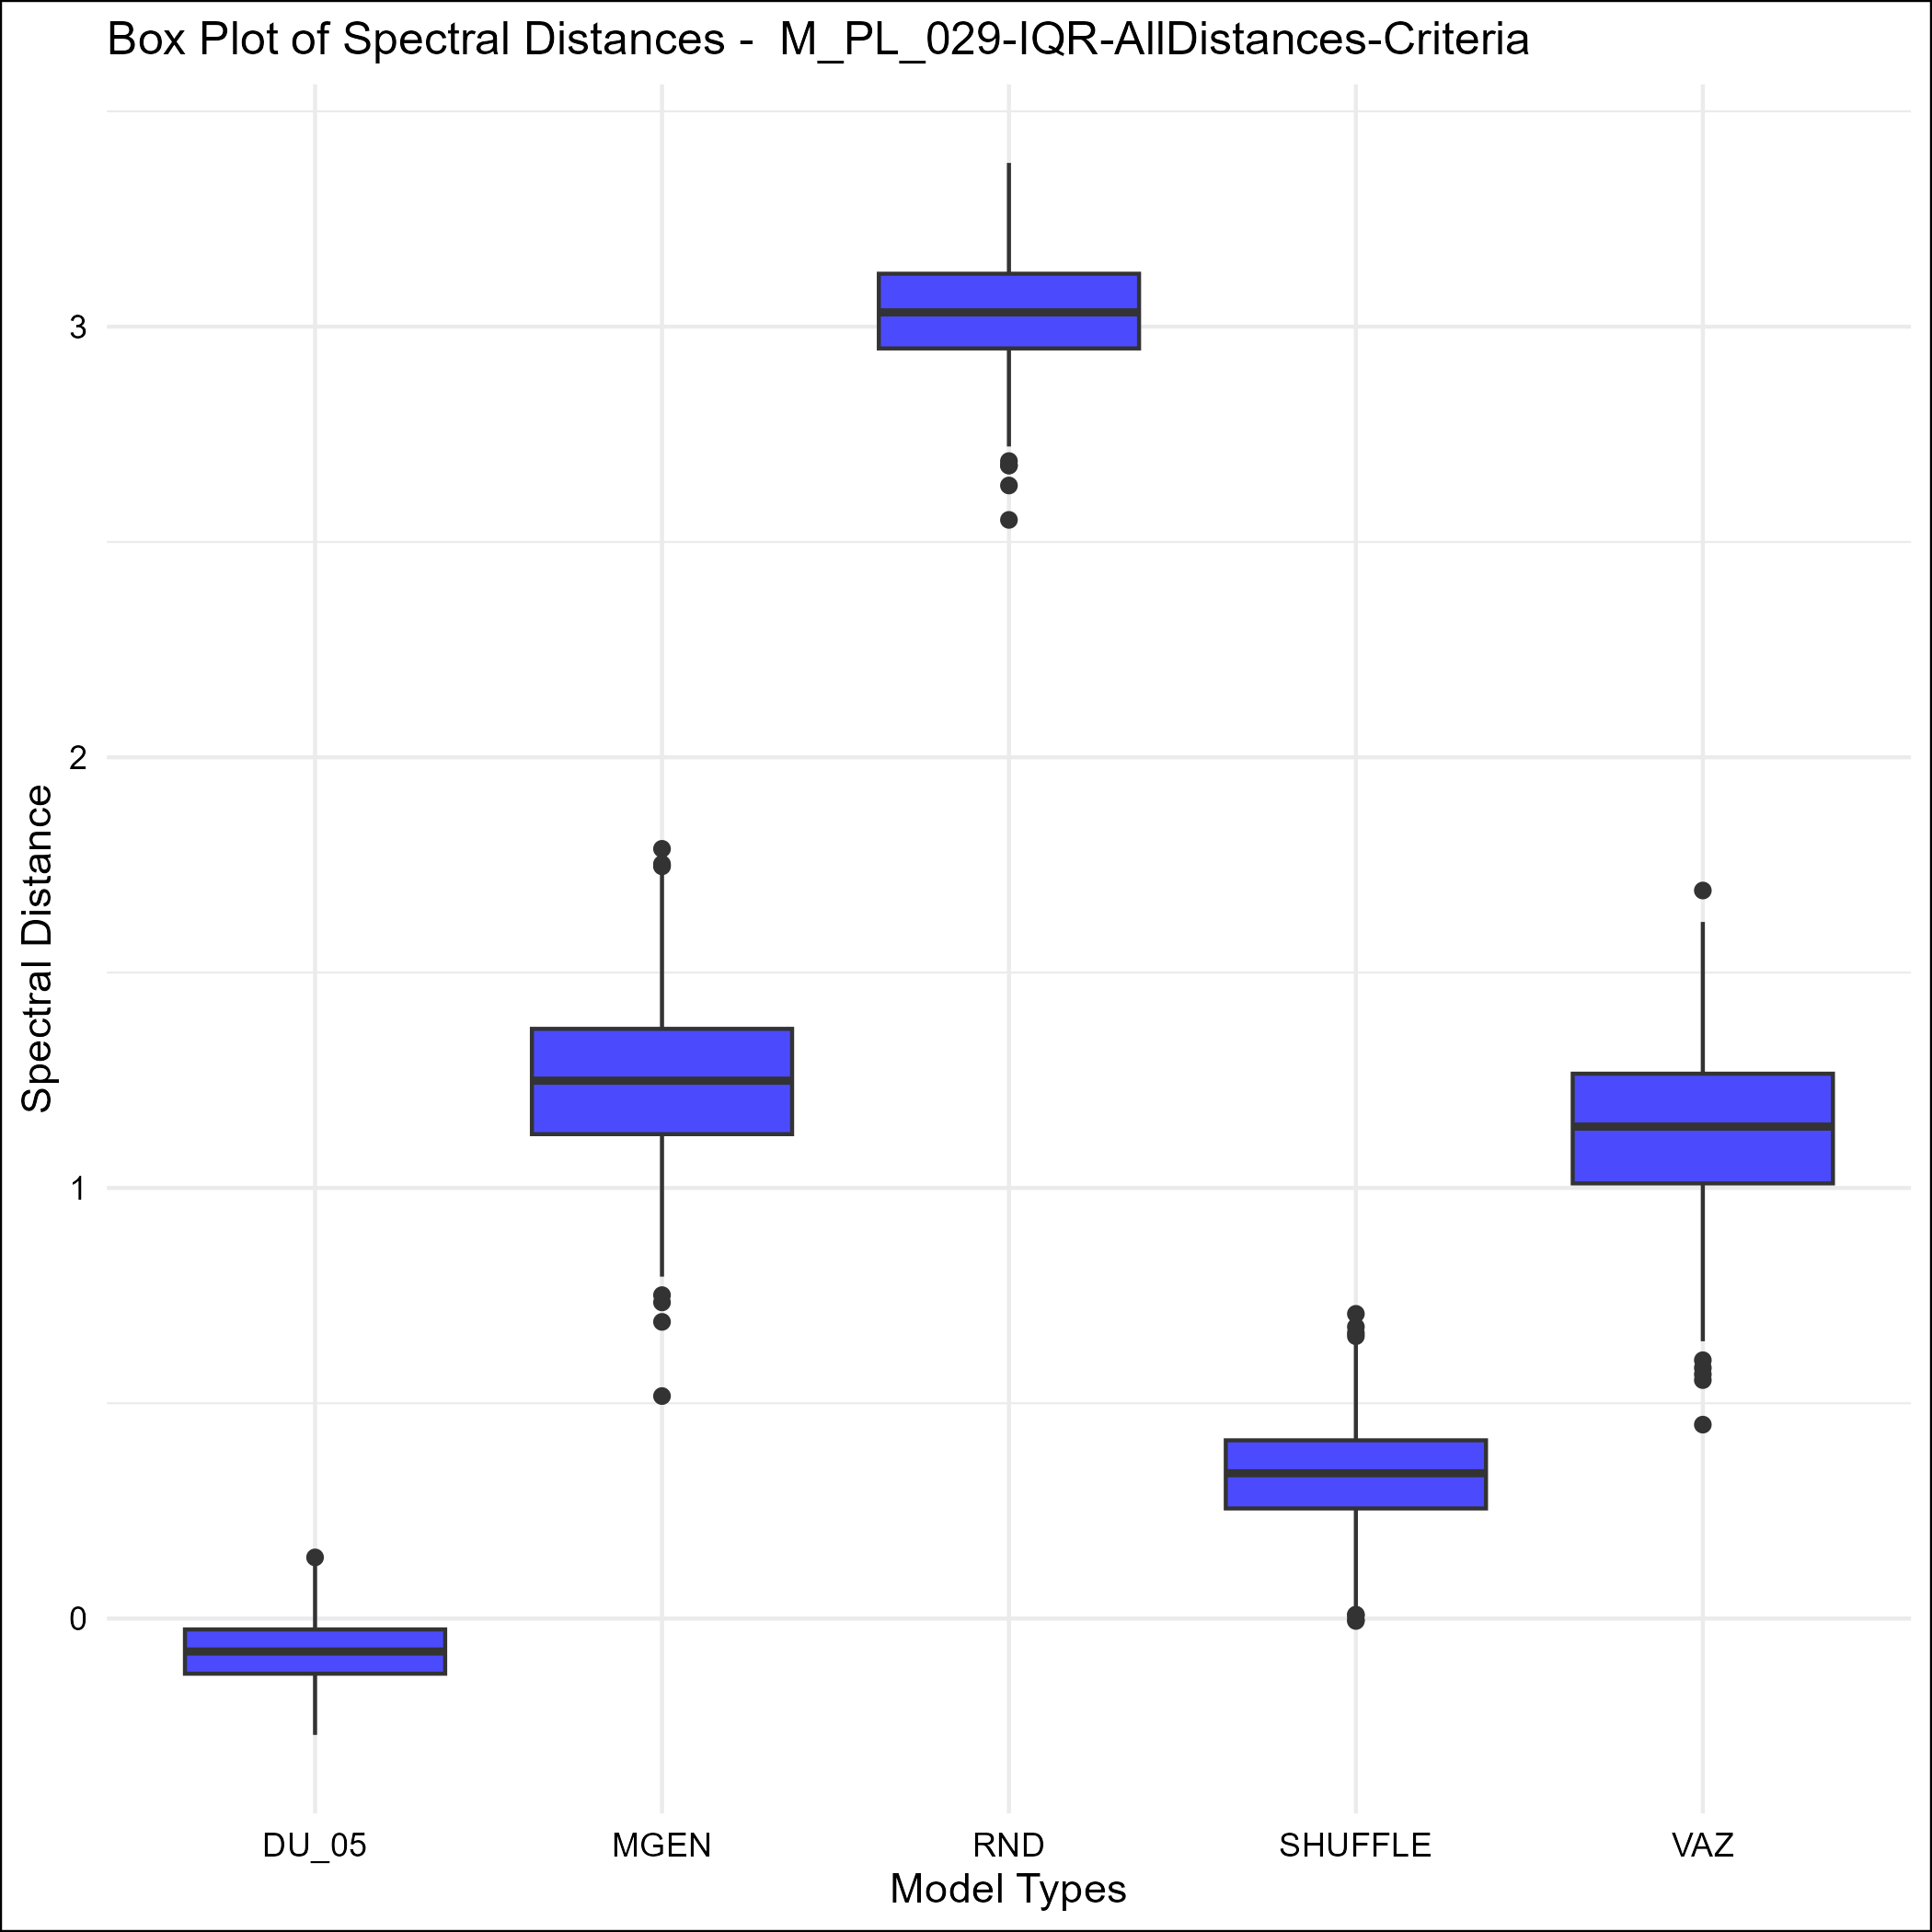 Box Plot of Spectral Distances -  M_PL_029-IQR-AllDistances-Criteria
Spectral Distance
3
2
1
0
DU_05 MGEN RND SHUFFLE VAZ
Model Types